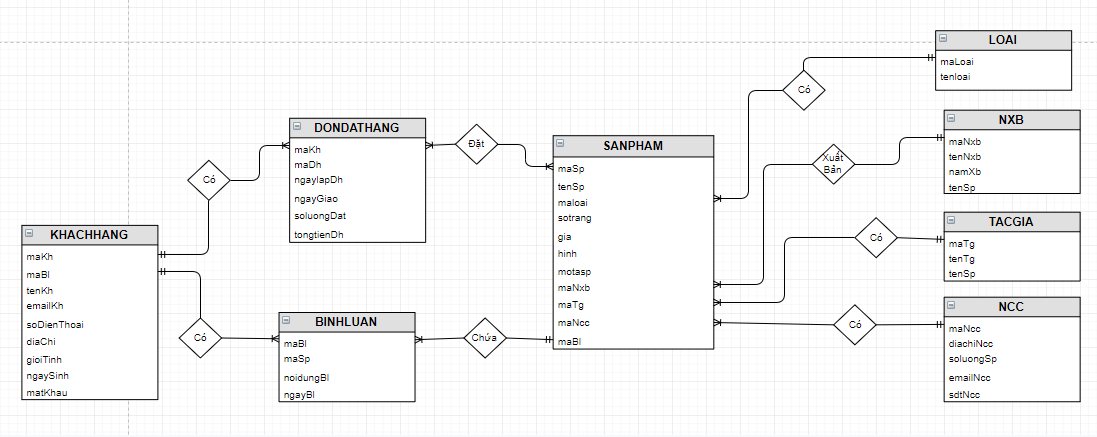 KHACHHANG
maKh
maBl
tenKh
emailKh
soDienThoai
diaChi
gioiTinh
ngaySinh
matKhau
Có
Có
DONDATHANG
maKh
maDh
ngaylapDh
ngayGiao
soluongDat
tongtienDh
BINHLUAN
maBl
maSp
noidungBl
ngayBl
Đặt
Chứa
SANPHAM
maSp
tenSp
maloai
sotrang
gia
hinh
motasp
maNxb
maTg
maNcc
maBl
Có
Xuất
Bản
Có
Có
LOAI
maLoai
tenloai
NXB
maNxb
tenNxb
namXb
tenSp
TACGIA
maTg
tenTg
tenSp
NCC
maNcc
diachiNcc
soluongSp
emailNcc
sdtNcc